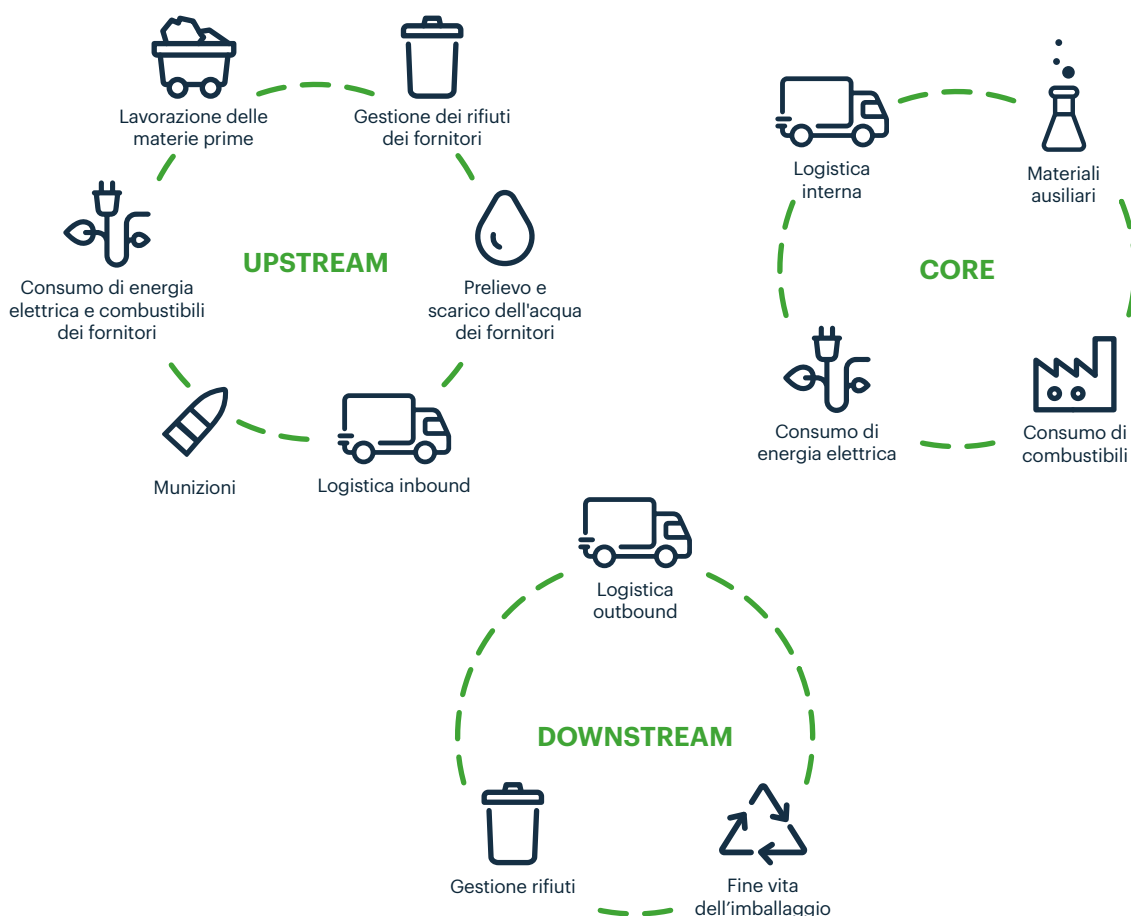 Lavorazione delle
materie prime
Gestione dei rifiuti
dei fornitori
Consumo di energia
elettrica e combustibili
dei fornitori
UPSTREAM
Prelievo e
scarico dell'acqua
dei fornitori
Munizioni
Logistica inbound
Logistica
interna
Materiali
ausiliari
CORE
Consumo di
energia elettrica
Consumo di
combustibili
Logistica
outbound
DOWNSTREAM
Gestione rifiuti
Fine vita
dell’imballaggio